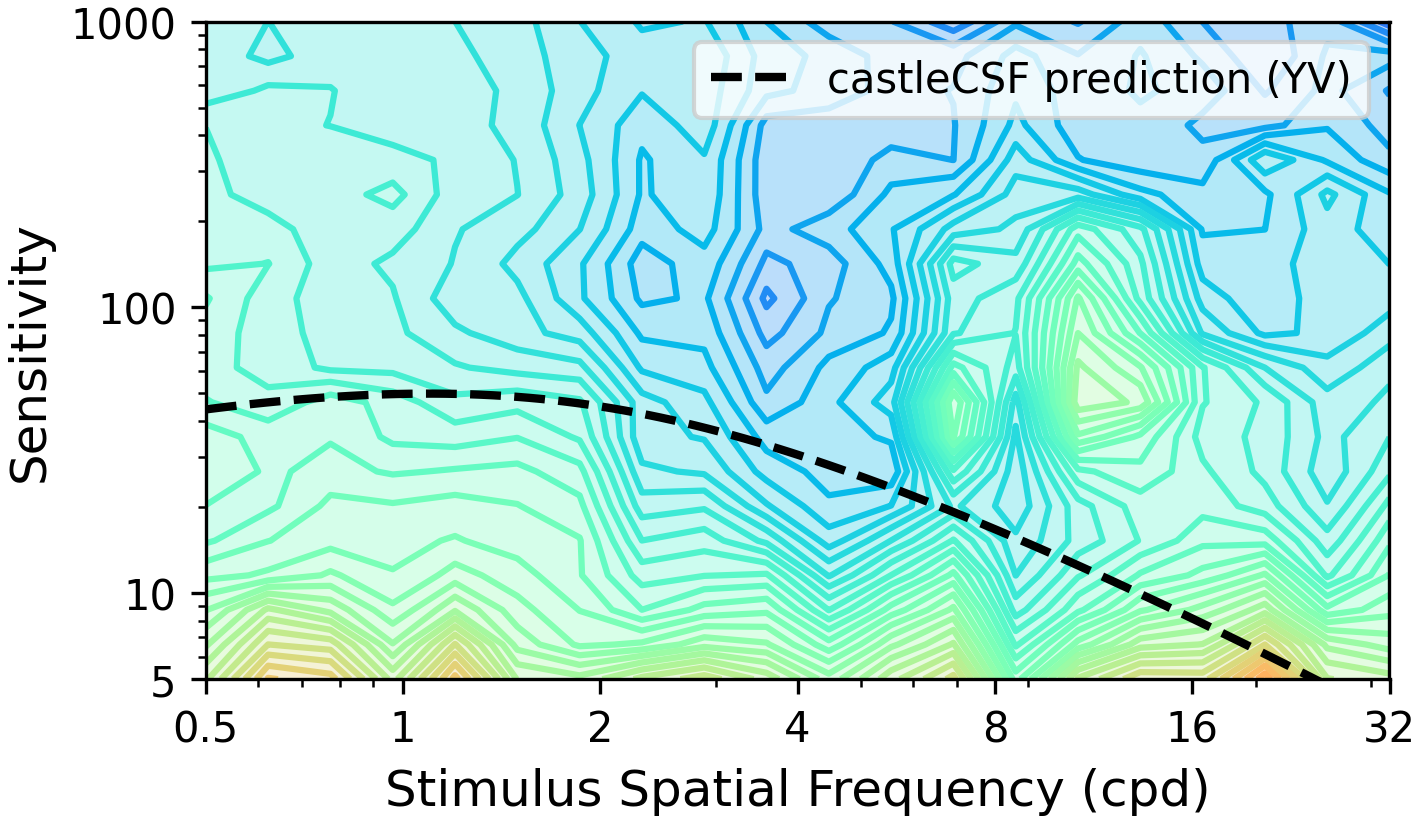 1000
castleCSF prediction (YV)
100
Sensitivity
10
5
0.5 1 2 4 8 16 32
Stimulus Spatial Frequency (cpd)